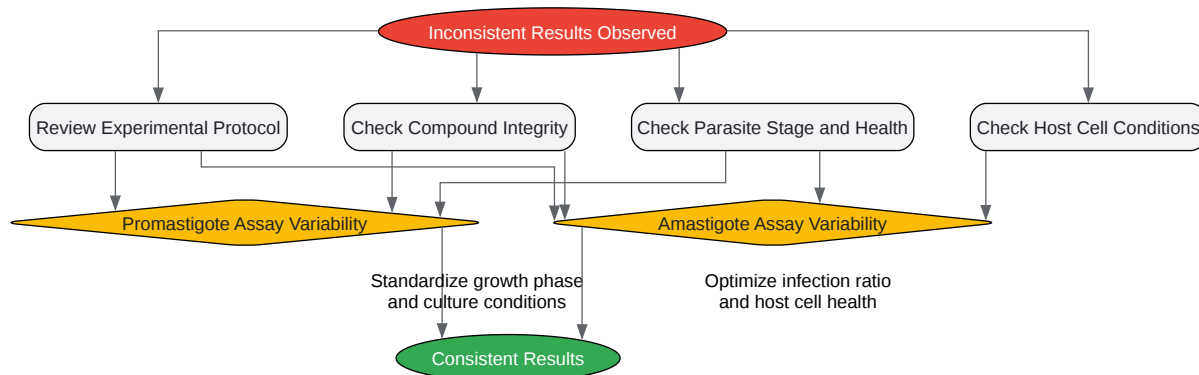 Inconsistent Results Observed
Review Experimental Protocol
Check Compound Integrity
Check Parasite Stage and Health
Check Host Cell Conditions
Promastigote Assay Variability
Amastigote Assay Variability
Standardize growth phase
and culture conditions
Optimize infection ratio
and host cell health
Consistent Results